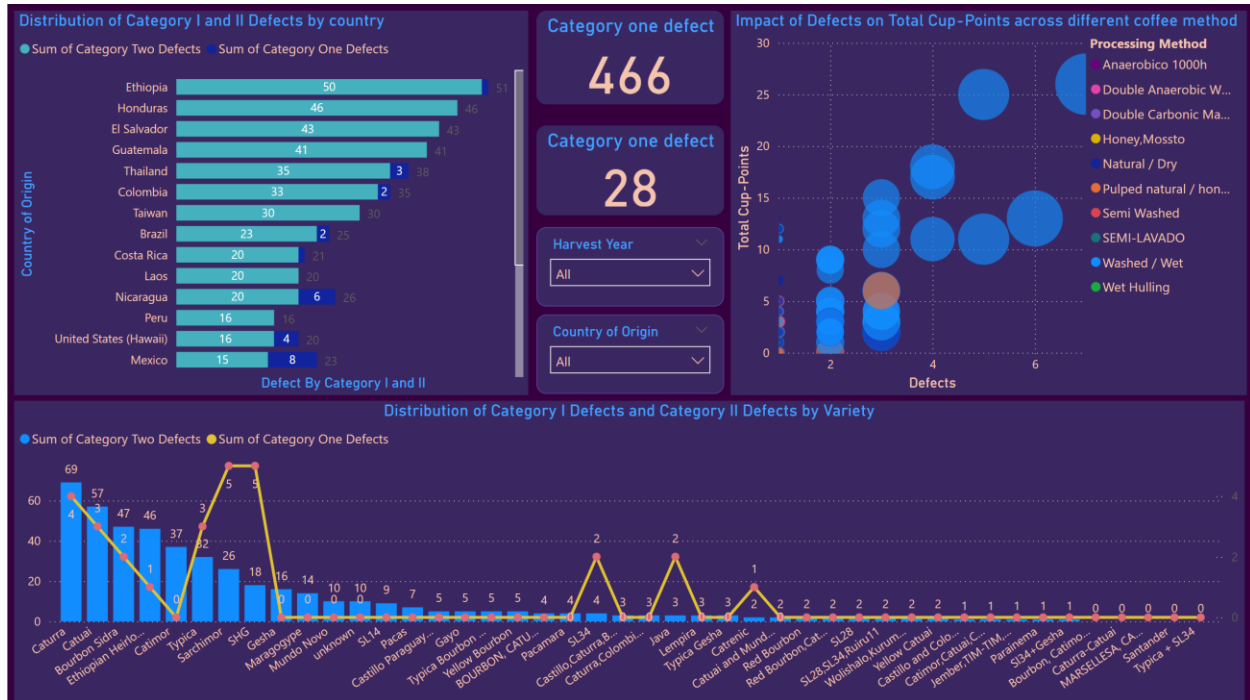 Distribution of Category I and II Defects by country
Sum of Category Two Defects Sum of Category One Defects
Country of Origin
Ethiopia 50 51
Honduras 46 46
El Salvador 43 43
Guatemala 41 41
Thailand 35 3 38
Colombia 33 2 35
Taiwan 30 30
Brazil 23 2 25
Costa Rica 20 21
Laos 20 20
Nicaragua 20 6 26
Peru 16 16
United States (Hawaii) 16 4 20
Mexico 15 8 23
Defect By Category I and II
Category one defect
466
Category one defect
28
Harvest Year
All
Country of Origin
All
Impact of Defects on Total Cup-Points across different coffee method
Total Cup-Points
30
25
20
15
10
5
0
2 4 6
Defects
Processing Method
Anaerobico 1000h
Double Anaerobic W...
Double Carbonic Ma...
Honey,Mossto
Natural / Dry
Pulped natural / hon...
Semi Washed
SEMI-LAVADO
Washed / Wet
Wet Hulling
Distribution of Category I Defects and Category II Defects by Variety
Sum of Category Two Defects Sum of Category One Defects
60
40
20
0
69 57 47 46 37 32 26 18 16 14 10 10 9 7 5 5 5 5 4 4 4 3 3 3 3 3 2 2 2 2 2 2 2 2 1 1 1 1 0 0 0 0
4 3 2 1 0 3 5 5 0 0 0 2 0 0 2 0 0 1
4
2
0
Caturra
Catuai
Bourbon Sidra
Ethiopian Heirlo...
Catimor
Typica
Sarchimor
SHG
Gesha
Maragogype
Mundo Novo
unknown
SL14
Pacas
Castillo Paraguay...
Gayo
Typica Bourbon ...
Yellow Bourbon
BOURBON, CATU...
Pacamara
SL34
Castillo,Caturra,B...
Caturra,Colombi...
Java
Lempira
Typica Gesha
Catrenic
Catuai and Mund...
Red Bourbon
Bourbon,Cat...
SL28
SL28,SL34,Ruiru11
Wolishalo,Kurum...
Yellow Catuai
Castillo and Colo...
Catimor,Catuai,C...
Jember,TIM-TIM,...
Parainema
Sl34+Gesha
Bourbon, Catimo...
Caturra-Catuai
MARSELLESA, CA...
Santander
Typica + SL34